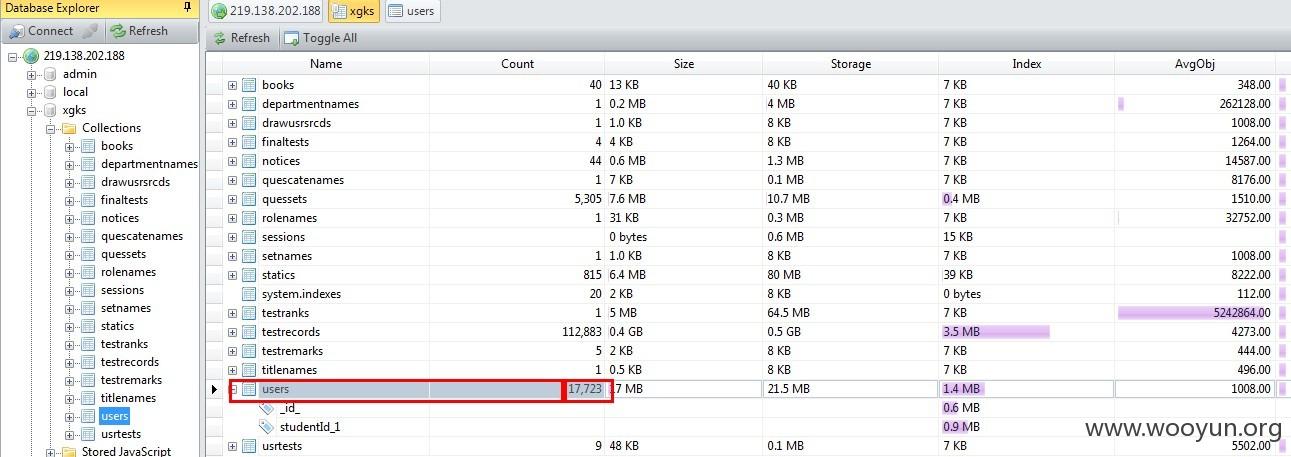 Database Explorer
Connect Refresh
219.138.202.188
admin
local
xgks
Collections
books
departmentnames
drawusrsrcds
finaltests
notices
quescatenames
quessets
rolenames
sessions
setnames
statics
testranks
testrecords
testremarks
titlenames
users
usrtests
Stored JavaScript
219.138.202.188 xgks users
Refresh Toggle All
Name Count Size Storage Index AvgObj
books 40 13 KB 40 KB 7 KB 348.00
departmentnames 1 0.2 MB 4 MB 7 KB 262128.00
drawusrsrcds 1 1.0 KB 8 KB 7 KB 1008.00
finaltests 4 4 KB 8 KB 7 KB 1264.00
notices 44 0.6 MB 1.3 MB 7 KB 14587.00
quescatenames 1 7 KB 0.1 MB 7 KB 8176.00
quessets 5,305 7.6 MB 10.7 MB 0.4 MB 1510.00
rolenames 1 31 KB 0.3 MB 7 KB 32752.00
sessions 0 bytes 0.6 MB 15 KB
setnames 1 1.0 KB 8 KB 7 KB 1008.00
statics 815 6.4 MB 80 MB 39 KB 8222.00
system.indexes 20 2 KB 8 KB 0 bytes 112.00
testranks 1 5 MB 64.5 MB 7 KB 5242864.00
testrecords 112,883 0.4 GB 0.5 GB 3.5 MB 4273.00
testremarks 5 2 KB 8 KB 7 KB 444.00
titlenames 1 0.5 KB 8 KB 7 KB 496.00
users 17,723 17 MB 21.5 MB 1.4 MB 1008.00
_id_ 0.6 MB
studentId_1 0.9 MB
usrtests 9 48 KB 0.1 MB 7 KB 5502.00
www.wooyun.org